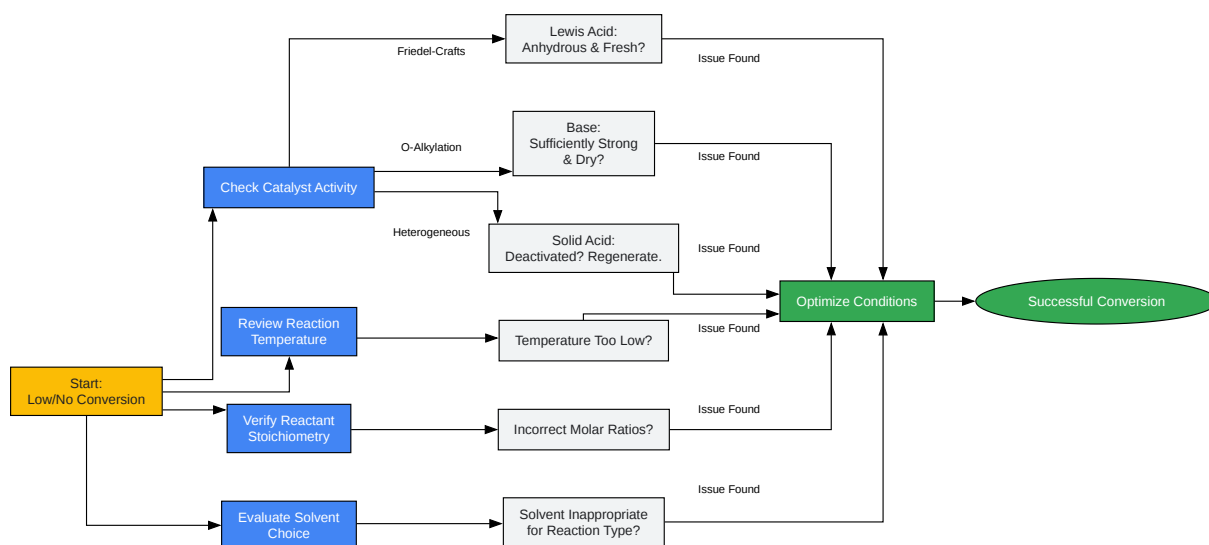 Lewis Acid:
Anhydrous & Fresh?
Friedel-Crafts
Issue Found
Base:
Sufficiently Strong
& Dry?
O-Alkylation
Issue Found
Check Catalyst Activity
Heterogeneous
Solid Acid:
Deactivated? Regenerate.
Issue Found
Optimize Conditions
Successful Conversion
Review Reaction
Temperature
Temperature Too Low?
Issue Found
Start:
Low/No Conversion
Verify Reactant
Stoichiometry
Incorrect Molar Ratios?
Issue Found
Evaluate Solvent
Choice
Solvent Inappropriate
for Reaction Type?
Issue Found